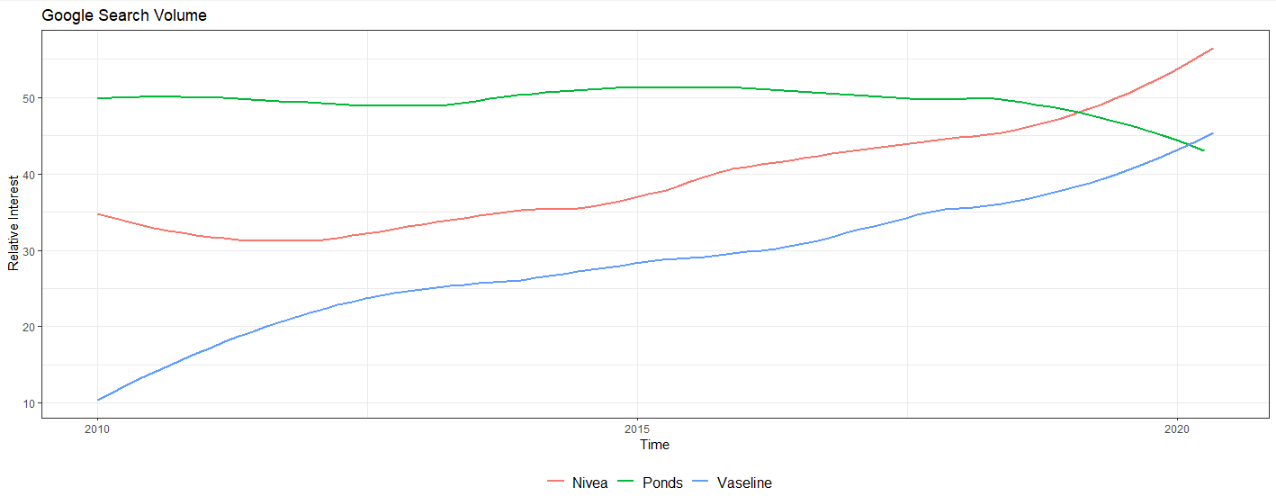 Google Search Volume
Relative Interest
50
40
30
20
10
2010 2015 2020
Time
Nivea Ponds Vaseline